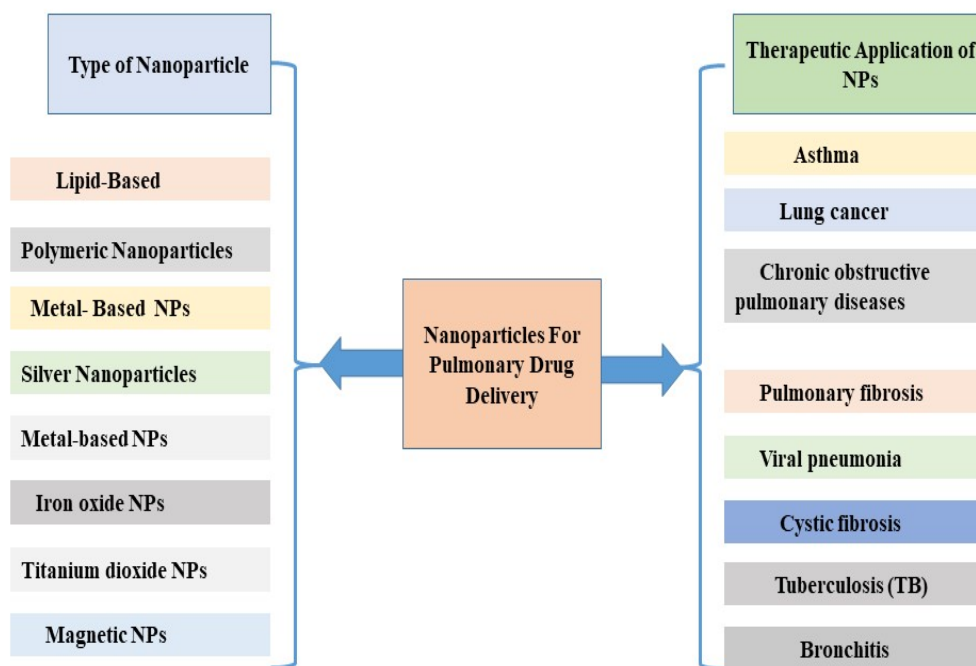 Type of Nanoparticle
Lipid-Based
Polymeric Nanoparticles
Metal- Based NPs
Silver Nanoparticles
Metal-based NPs
Iron oxide NPs
Titanium dioxide NPs
Magnetic NPs
Nanoparticles For
Pulmonary Drug
Delivery
Therapeutic Application of
NPs
Asthma
Lung cancer
Chronic obstructive
pulmonary diseases
Pulmonary fibrosis
Viral pneumonia
Cystic fibrosis
Tuberculosis (TB)
Bronchitis